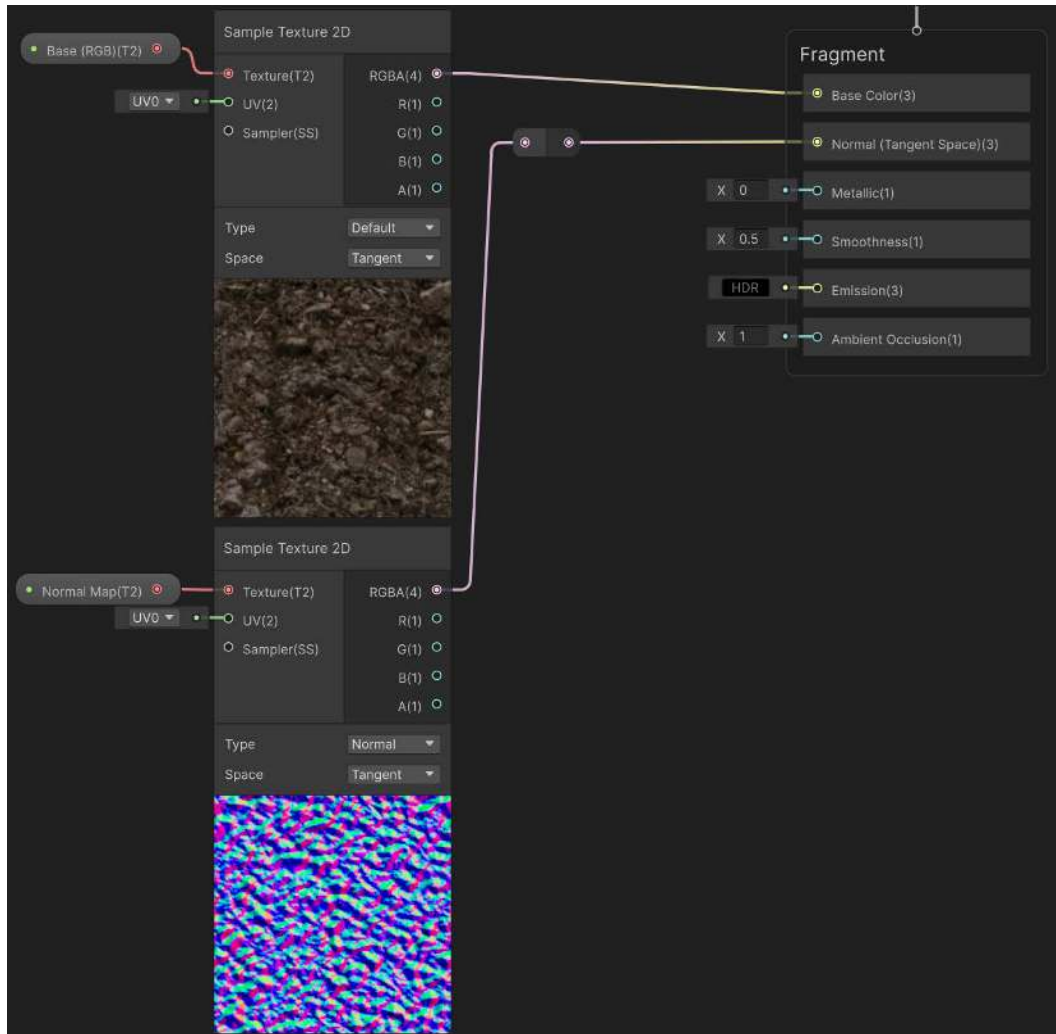 Base (RGB)(T2)
Sample Texture 2D
Texture(T2)
RGBA(4)
UV0
UV(2)
R(1)
Sampler(SS)
G(1)
B(1)
A(1)
Type
Default
Space
Tangent
Normal Map(T2)
Sample Texture 2D
Texture(T2)
RGBA(4)
UV0
UV(2)
R(1)
Sampler(SS)
G(1)
B(1)
A(1)
Type
Normal
Space
Tangent
Fragment
Base Color(3)
Normal (Tangent Space)(3)
X 0
Metallic(1)
X 0.5
Smoothness(1)
HDR
Emission(3)
X 1
Ambient Occlusion(1)